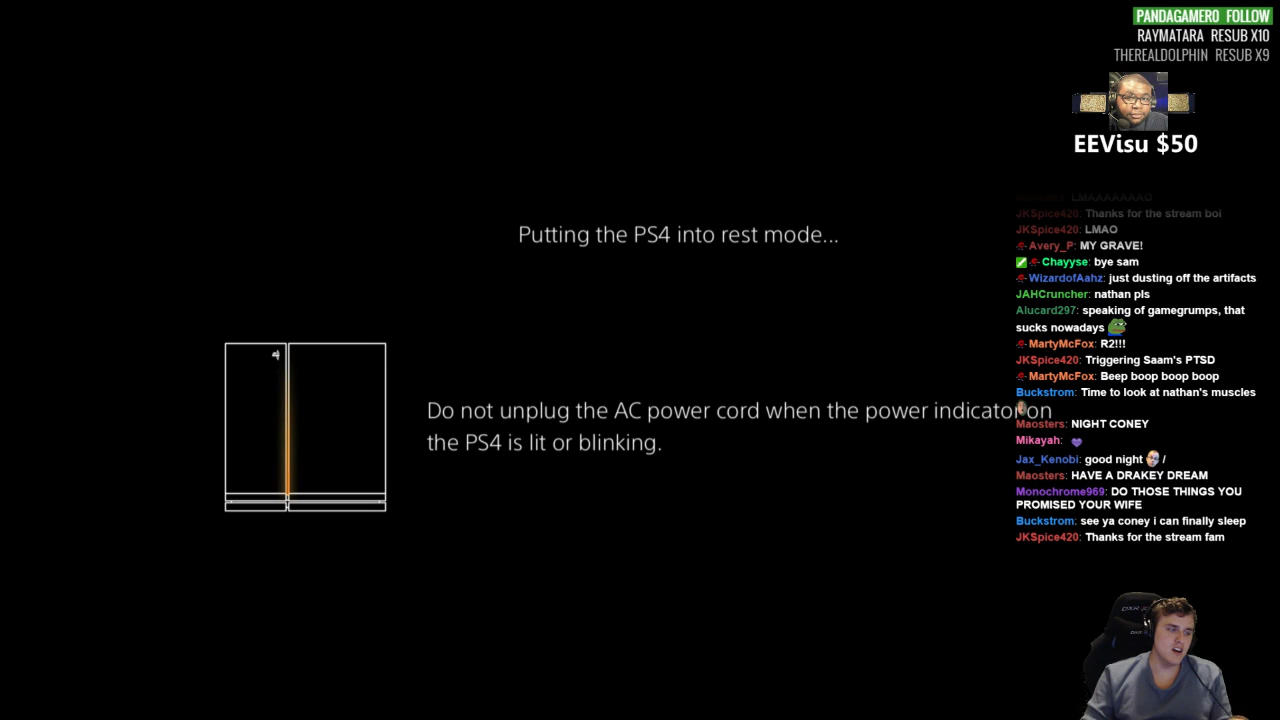 PANDAGAMERO FOLLOW
RAYMATARA RESUB X10
THEREALDOLPHIN RESUB X9
EEVisu $50
LMAAAAAAAO
JKSpice420: Thanks for the stream boi
JKSpice420: LMAO
Avery_P: MY GRAVE!
Chayyse: bye sam
WizardofAahz: just dusting off the artifacts
JAHCruncher: nathan pls
Alucard297: speaking of gamegrumps, that
sucks nowadays
MartyMcFox: R2!!!
JKSpice420: Triggering Saam's PTSD
MartyMcFox: Beep boop boop boop
Buckstrom: Time to look at nathan's muscles
Maosters: NIGHT CONEY
Mikayah:
Jax_Kenobi: good night /
Maosters: HAVE A DRAKEY DREAM
Monochrome969: DO THOSE THINGS YOU
PROMISED YOUR WIFE
Buckstrom: see ya coney i can finally sleep
JKSpice420: Thanks for the stream fam
Putting the PS4 into rest mode...
Do not unplug the AC power cord when the power indicator on
the PS4 is lit or blinking.